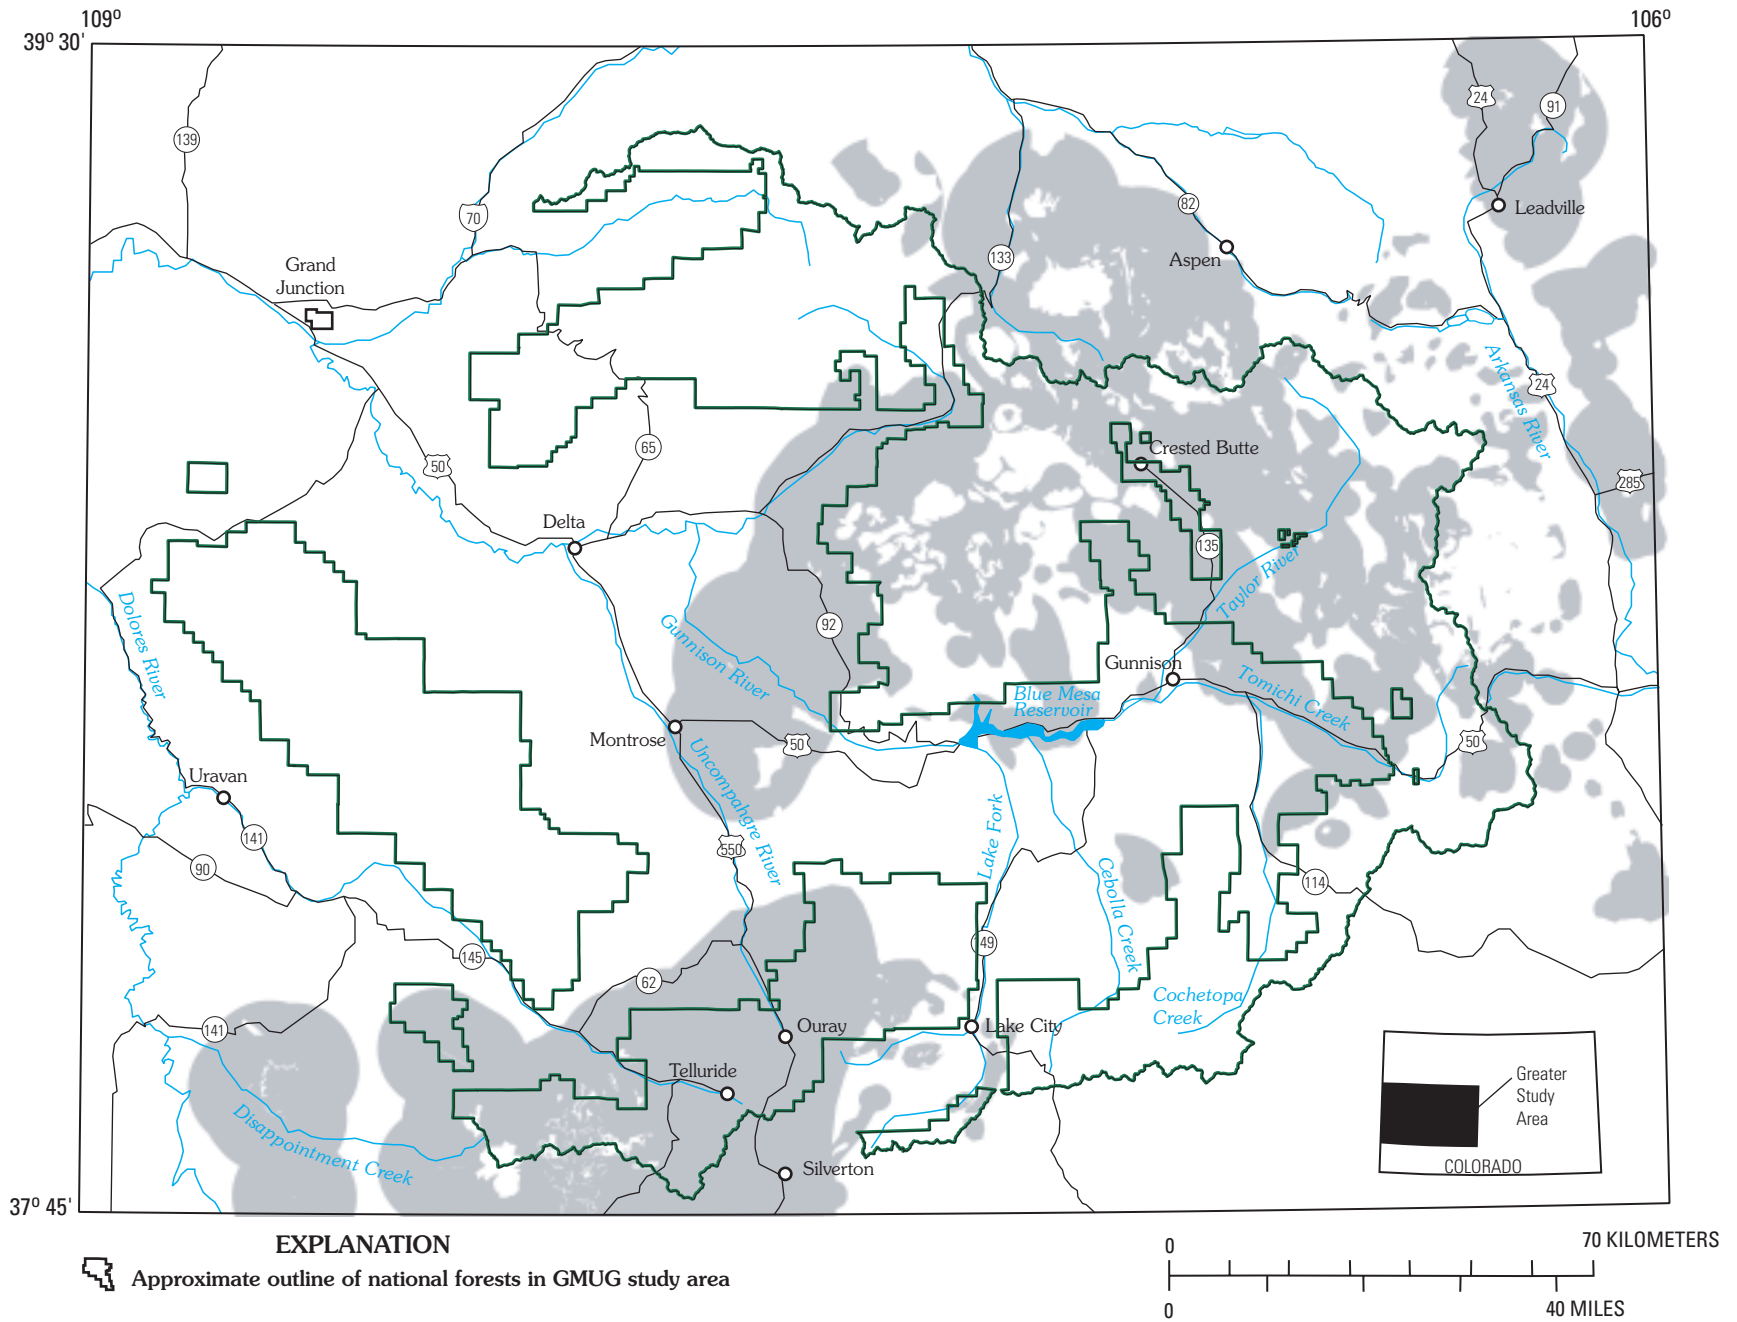 109°
106°
39° 30'
24
91
139
Leadville
82
70
133
Aspen
Grand
Junction
Arkansas River
24
Crested Butte
65
50
285
Delta
135
Taylor River
Dolores River
92
Gunnison River
Gunnison
Tomichi Creek
Blue Mesa
Reservoir
Montrose
50
50
Uncompahgre River
Uravan
141
550
Lake Fork
90
Cebolla Creek
114
149
145
62
Cochetopa
Creek
141
Ouray
Lake City
Telluride
Disappointment Creek
Silverton
Greater
Study
Area
COLORADO
37° 45'
EXPLANATION
Approximate outline of national forests in GMUG study area
0
70 KILOMETERS
0
40 MILES